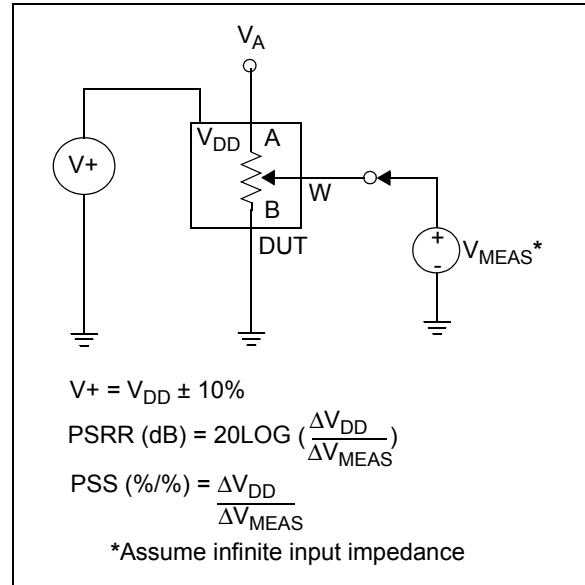 V_A
V_DD A
V+
W
B
DUT
+
V_MEAS*
-
V+ = V_DD ± 10%
PSRR (dB) = 20LOG (ΔV_DD/ΔV_MEAS)
PSS (%/%) = ΔV_DD/ΔV_MEAS
*Assume infinite input impedance